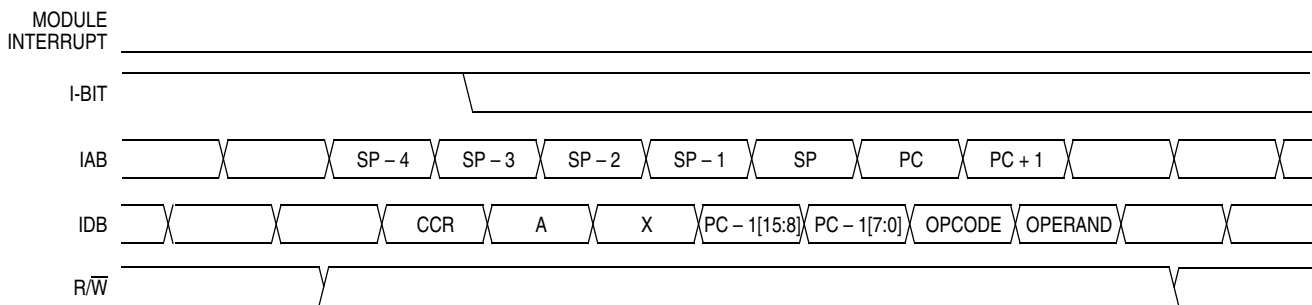 MODULE
INTERRUPT
I-BIT
IAB SP – 4 SP – 3 SP – 2 SP – 1 SP PC PC + 1
IDB CCR A X PC – 1[15:8] PC – 1[7:0] OPCODE OPERAND
R/W̅